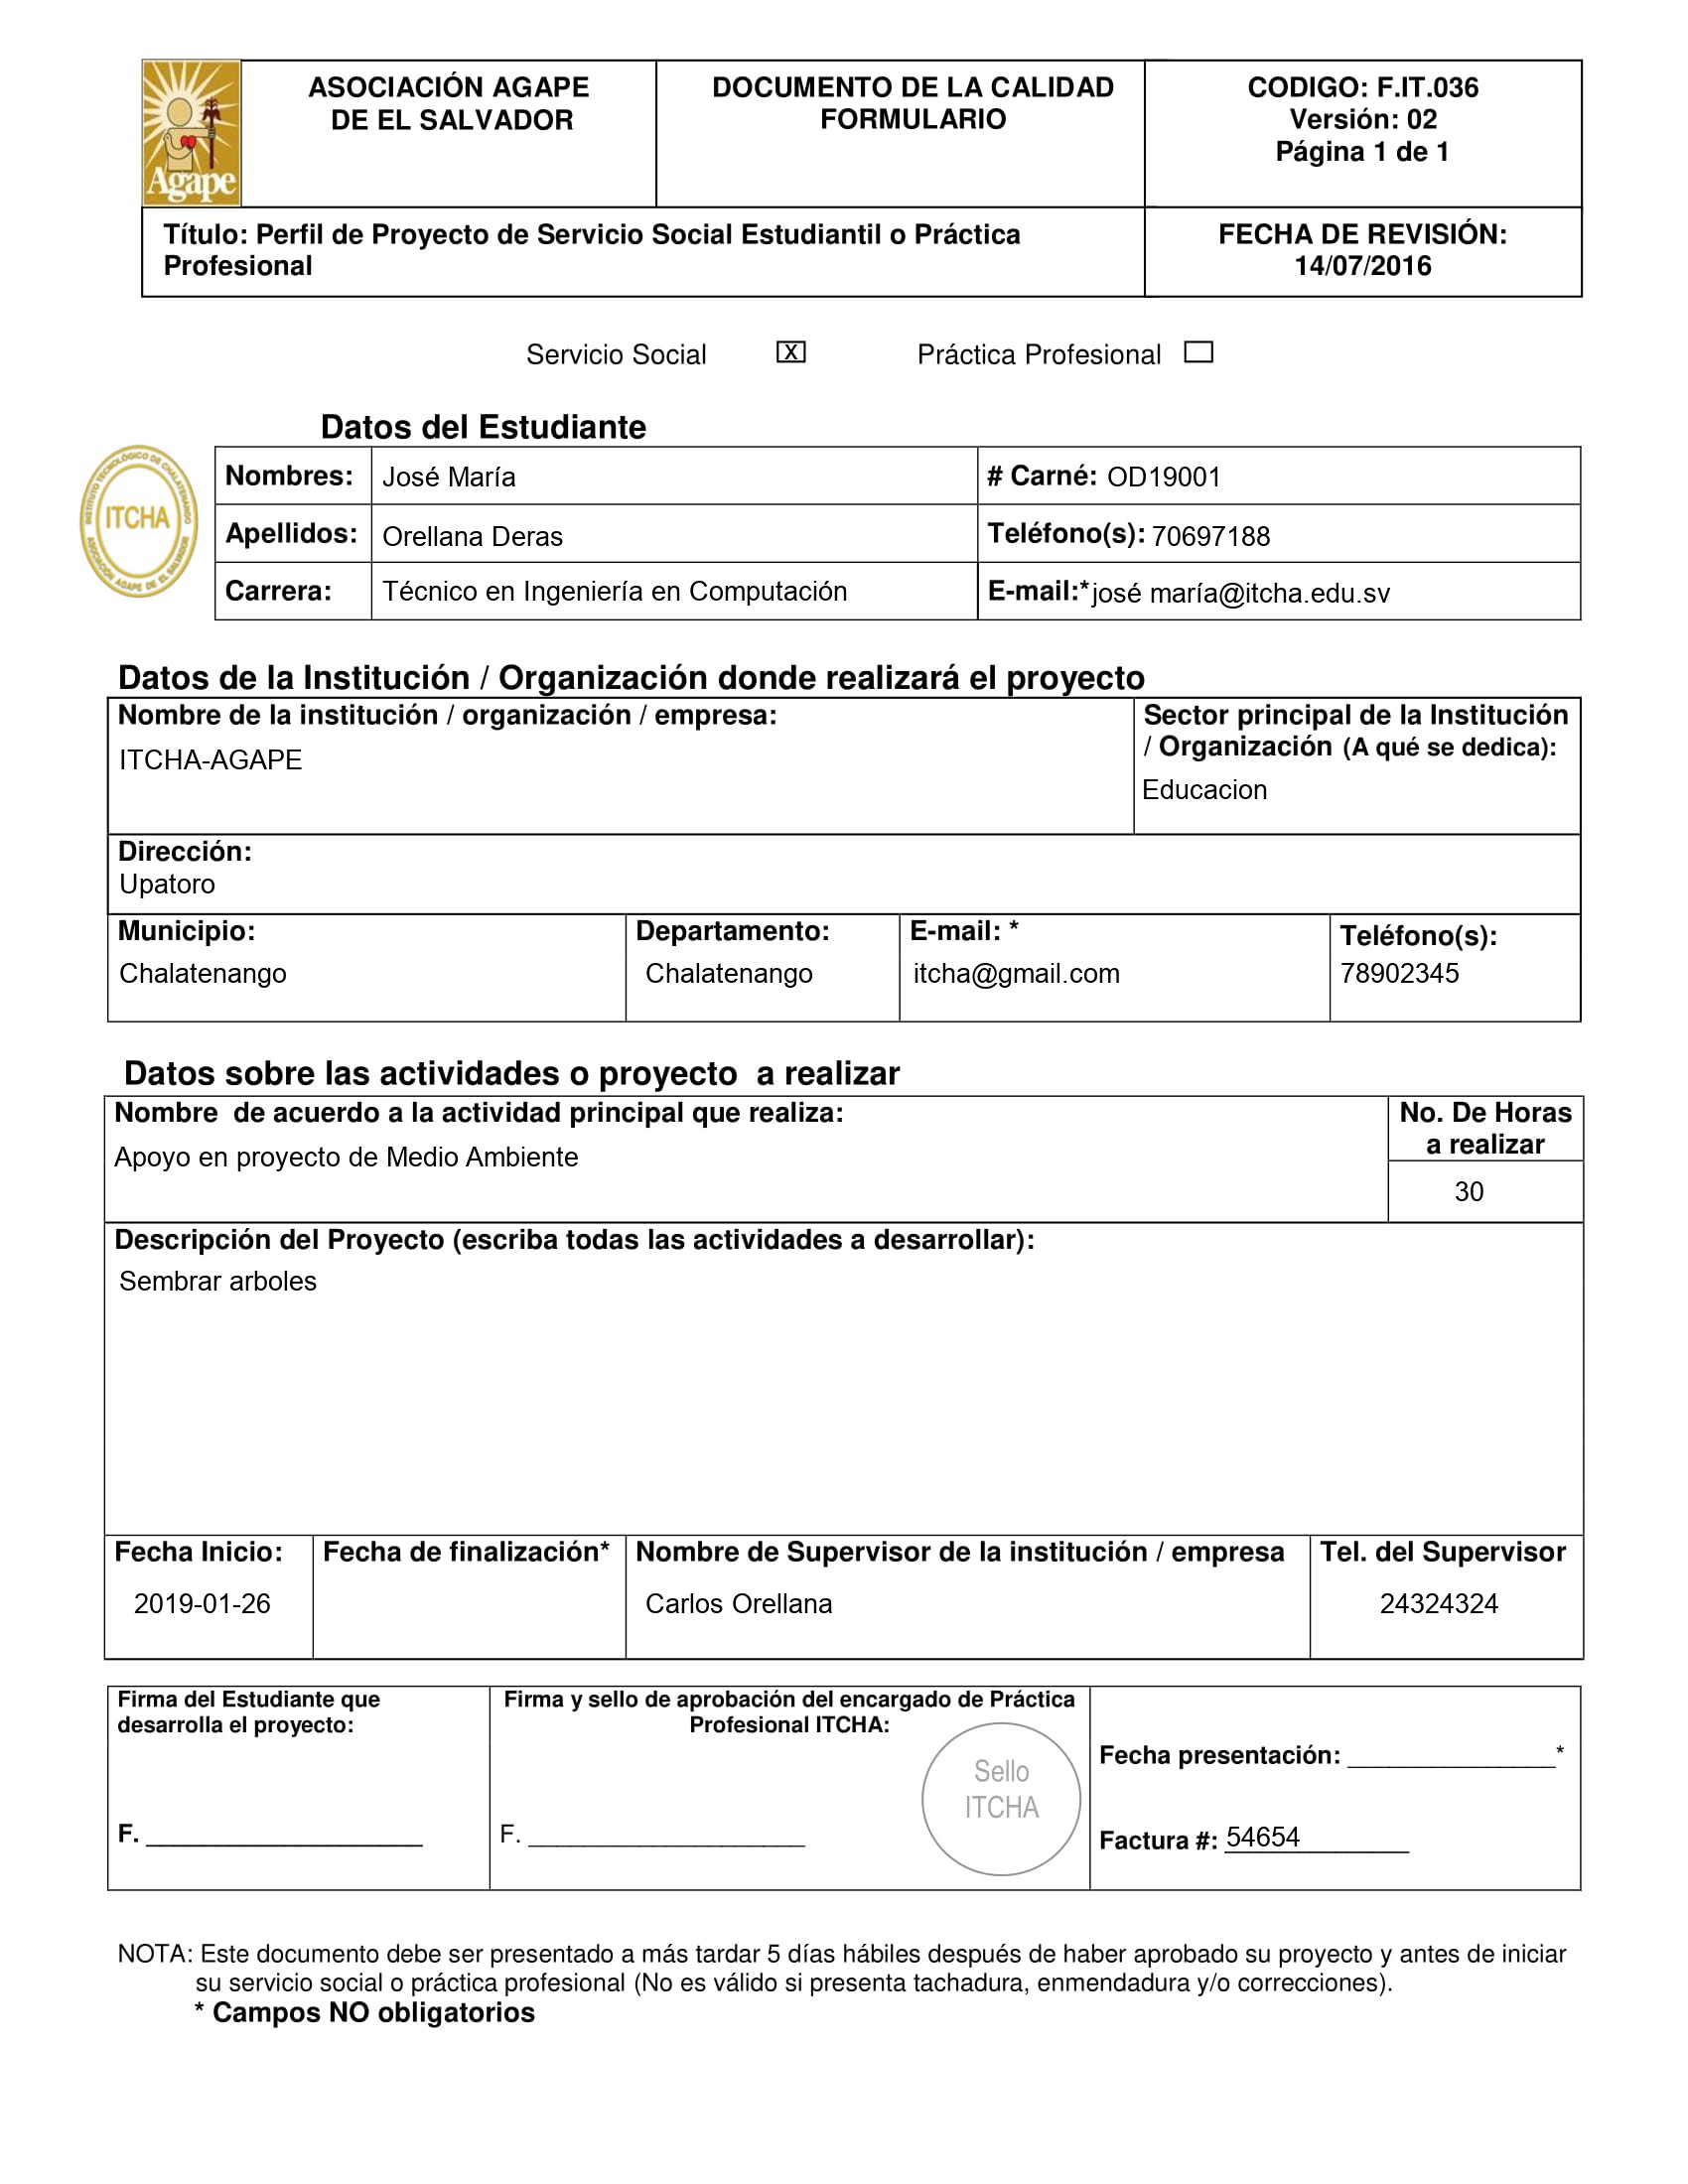 Agape
ASOCIACIÓN AGAPE
DE EL SALVADOR
DOCUMENTO DE LA CALIDAD
FORMULARIO
CODIGO: F.IT.036
Versión: 02
Página 1 de 1
Título: Perfil de Proyecto de Servicio Social Estudiantil o Práctica
Profesional
FECHA DE REVISIÓN:
14/07/2016
Servicio Social X Práctica Profesional
Datos del Estudiante
INSTITUTO TECNOLÓGICO DE CHALATENANGO
ITCHA
ASOCIACIÓN AGAPE DE EL SALVADOR
Nombres: José María # Carné: OD19001
Apellidos: Orellana Deras Teléfono(s): 70697188
Carrera: Técnico en Ingeniería en Computación E-mail:*josé maría@itcha.edu.sv
Datos de la Institución / Organización donde realizará el proyecto
Nombre de la institución / organización / empresa:
ITCHA-AGAPE
Sector principal de la Institución
/ Organización (A qué se dedica):
Educacion
Dirección:
Upatoro
Municipio:
Chalatenango
Departamento:
Chalatenango
E-mail: *
itcha@gmail.com
Teléfono(s):
78902345
Datos sobre las actividades o proyecto  a realizar
Nombre  de acuerdo a la actividad principal que realiza:
Apoyo en proyecto de Medio Ambiente
No. De Horas
a realizar
30
Descripción del Proyecto (escriba todas las actividades a desarrollar):
Sembrar arboles
Fecha Inicio:
2019-01-26
Fecha de finalización*
Nombre de Supervisor de la institución / empresa
Carlos Orellana
Tel. del Supervisor
24324324
Firma del Estudiante que
desarrolla el proyecto:
F. ____________________
Firma y sello de aprobación del encargado de Práctica
Profesional ITCHA:
Sello
ITCHA
F. ____________________
Fecha presentación: _______________*
Factura #: 54654
NOTA: Este documento debe ser presentado a más tardar 5 días hábiles después de haber aprobado su proyecto y antes de iniciar
su servicio social o práctica profesional (No es válido si presenta tachadura, enmendadura y/o correcciones).
* Campos NO obligatorios